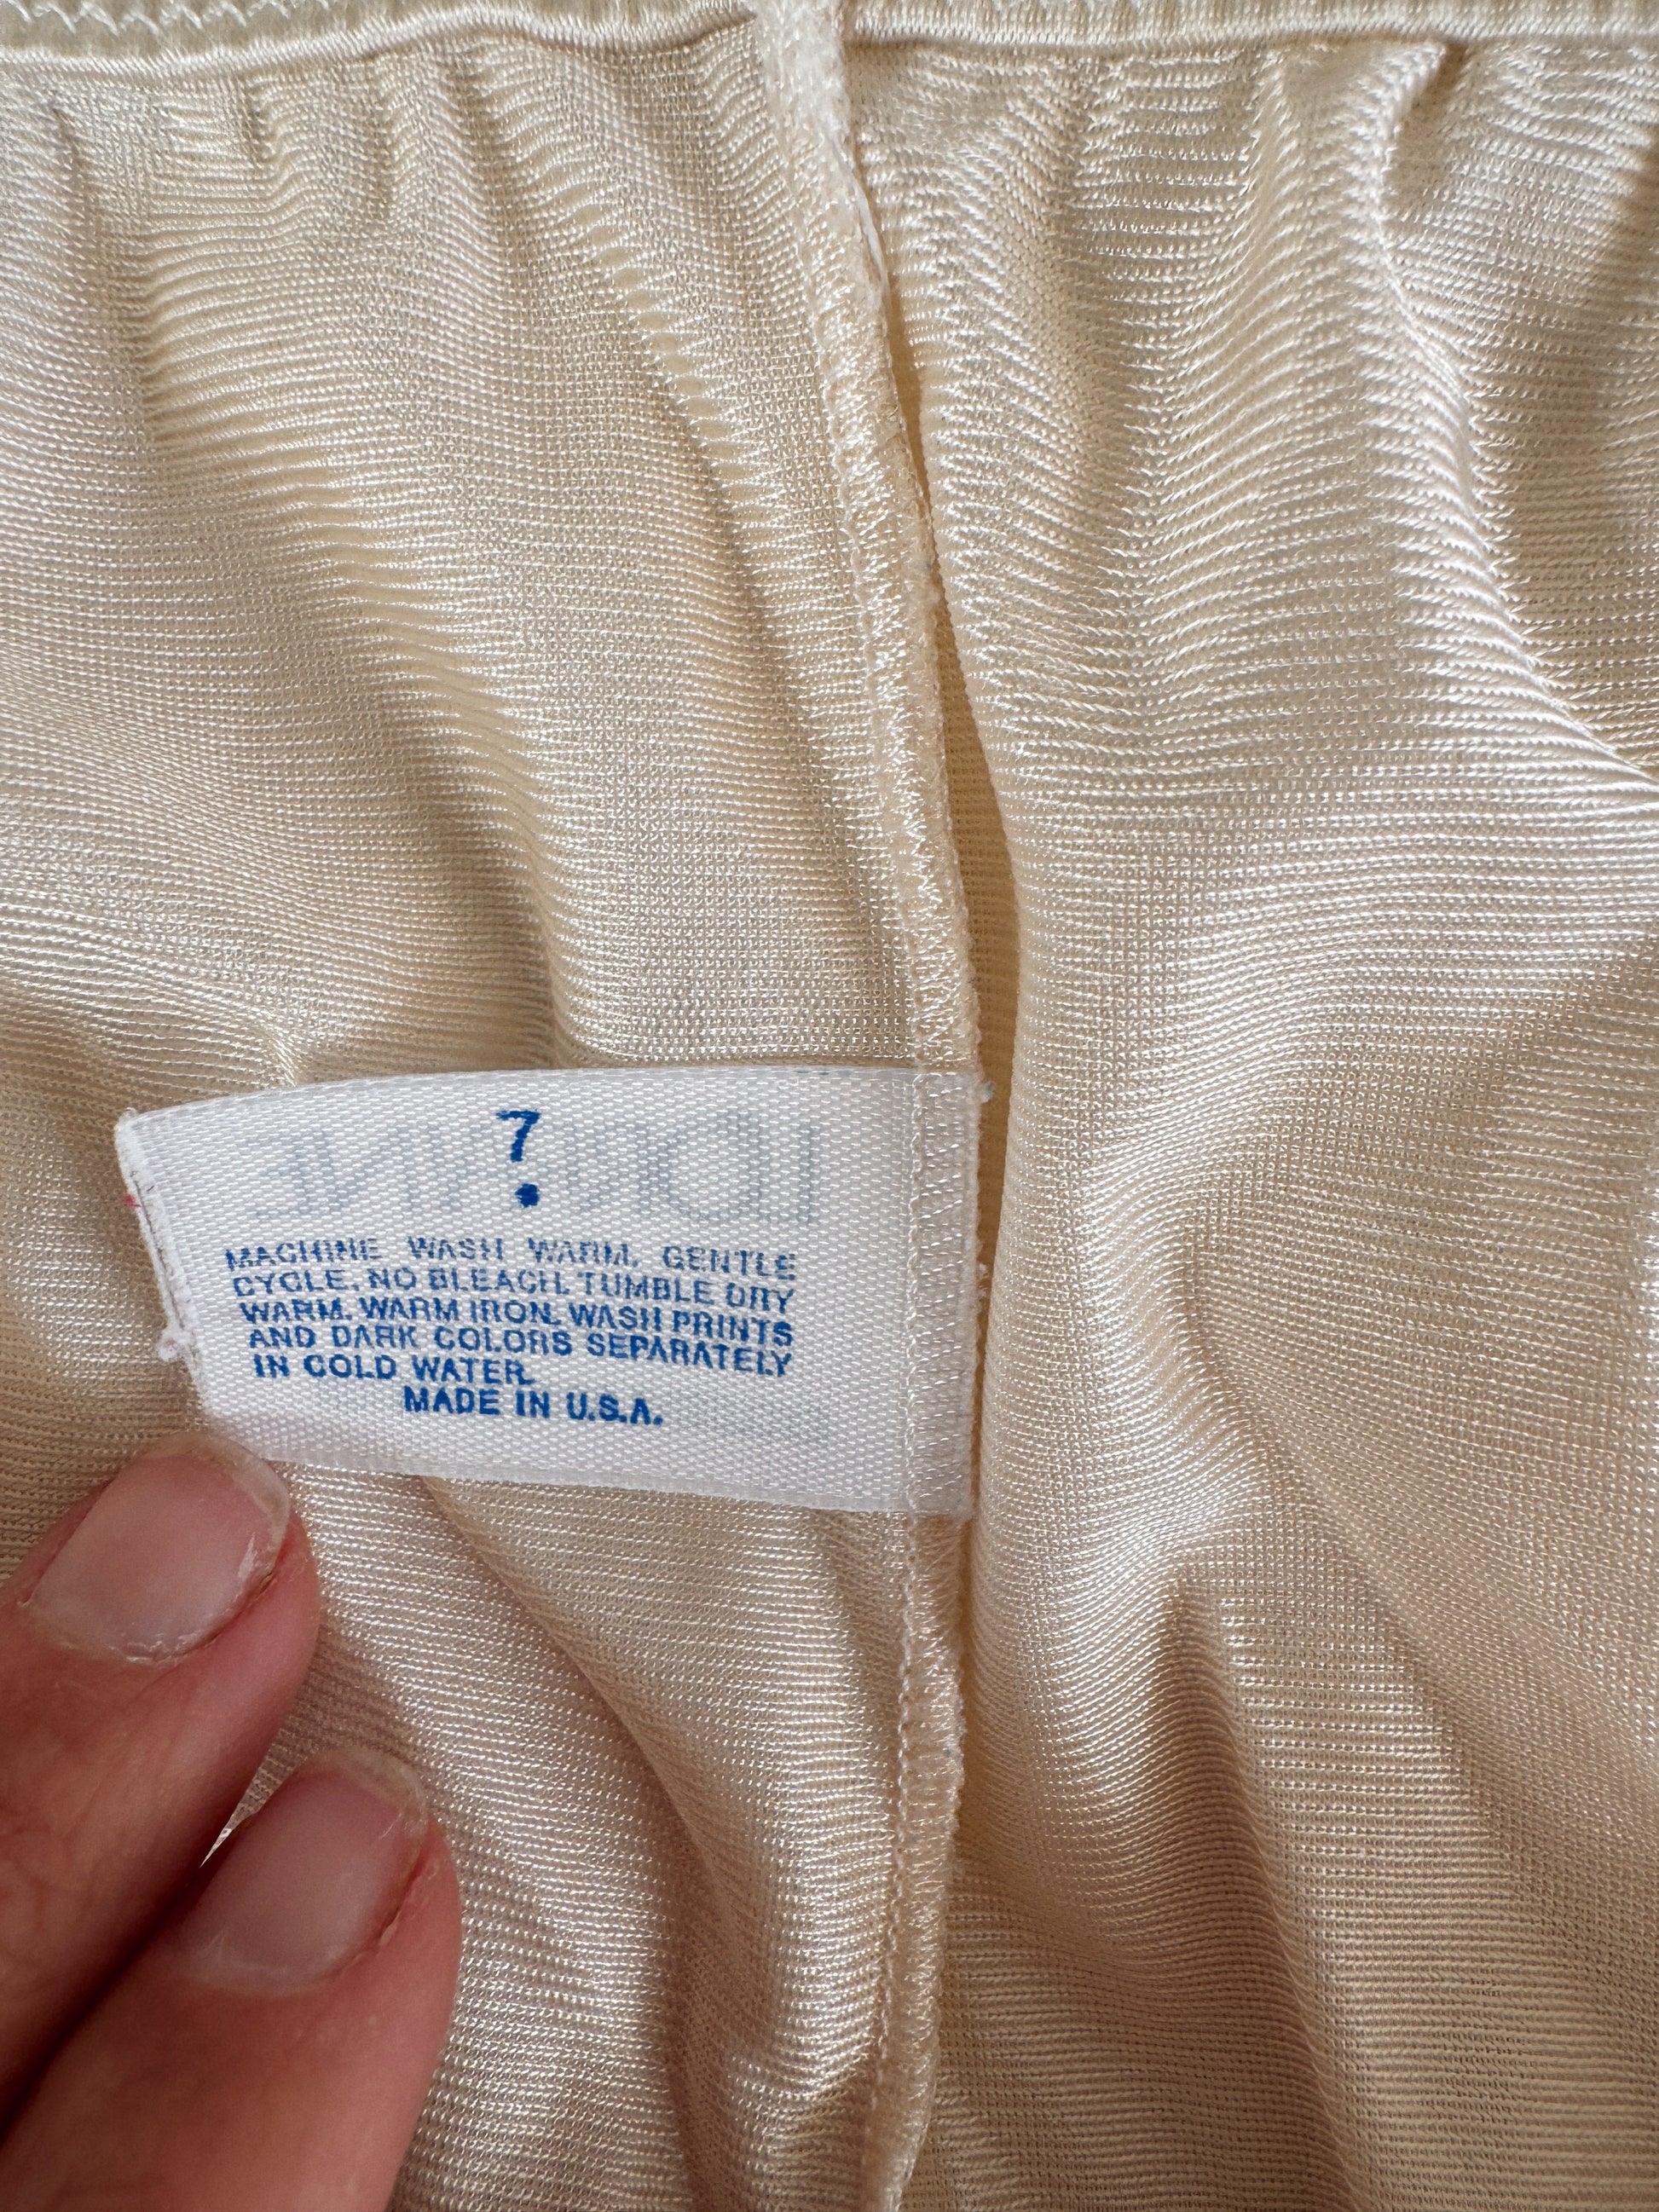 7
MACHINE WASH WARM, GENTLE
CYCLE, NO BLEACH. TUMBLE DRY
WARM. WARM IRON. WASH PRINTS
AND DARK COLORS SEPARATELY
IN COLD WATER.
MADE IN U.S.A.